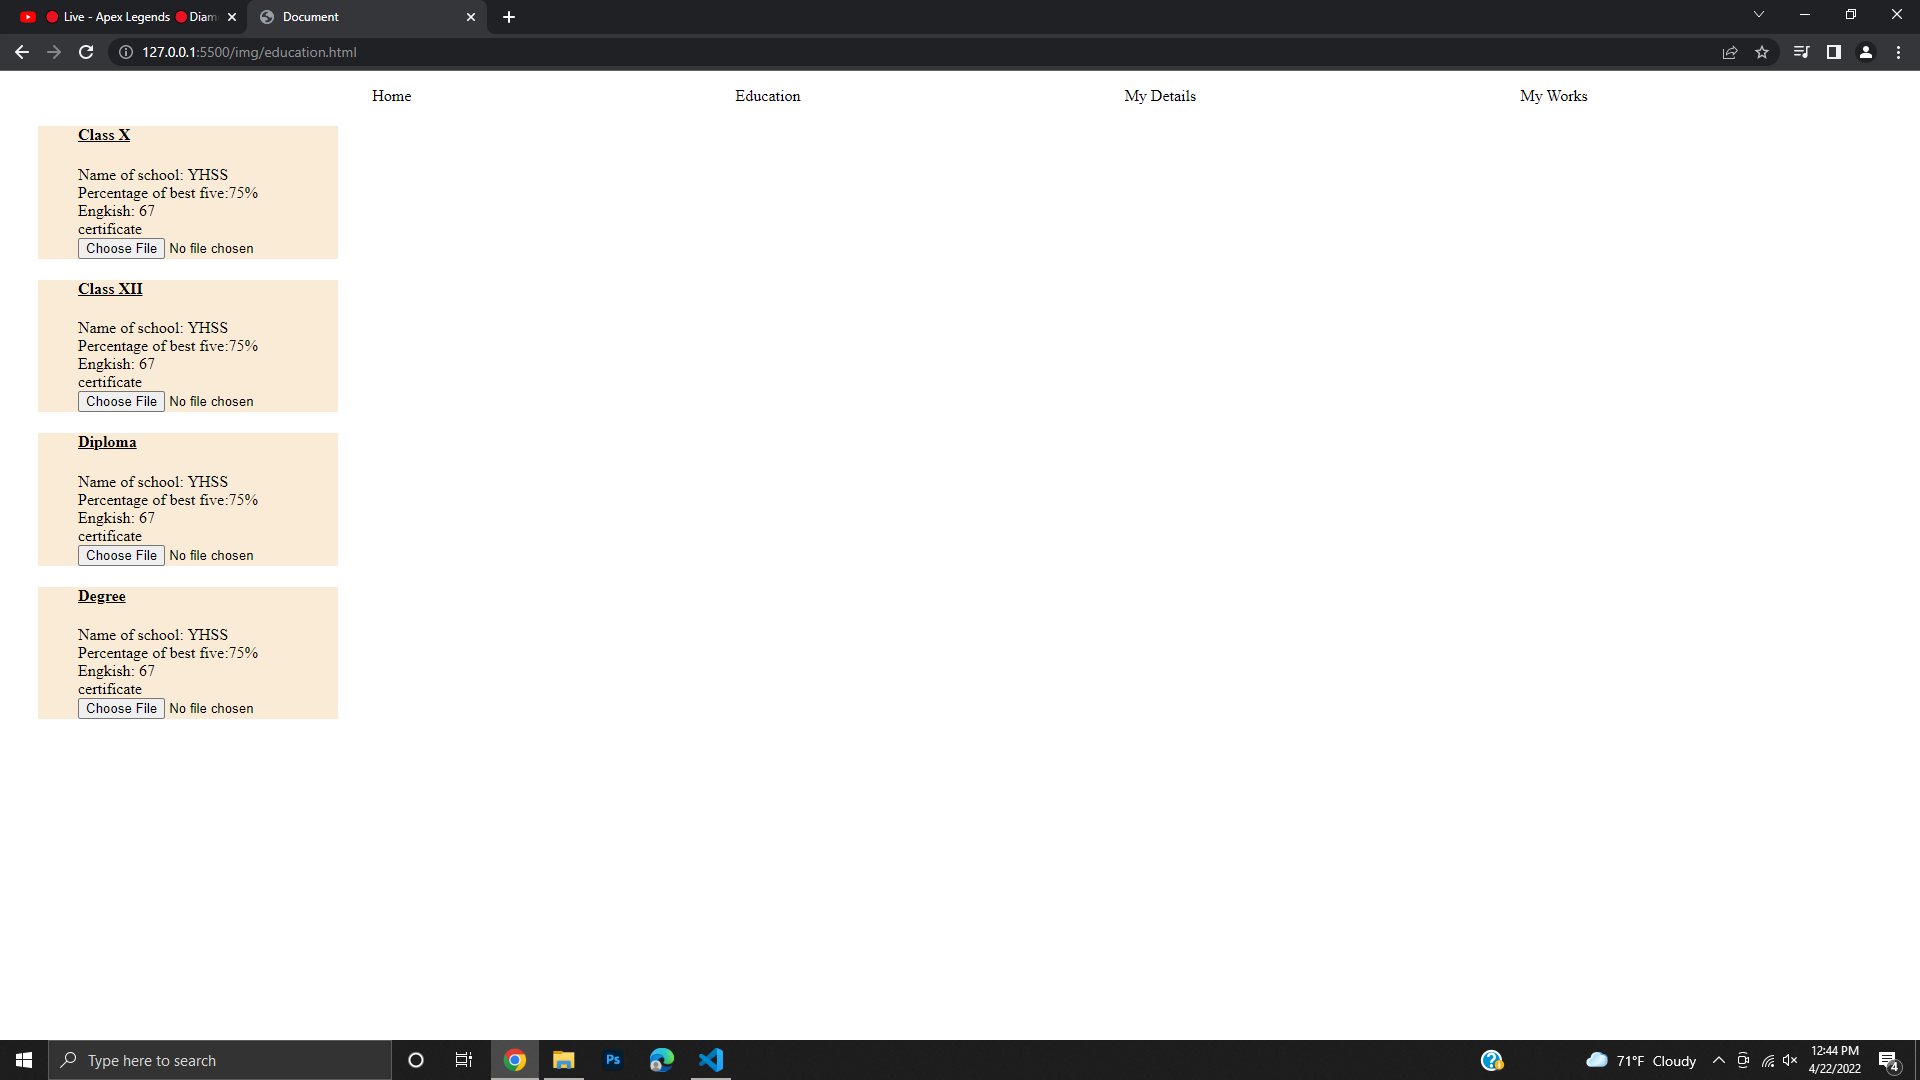 Live - Apex Legends Diam
Document
127.0.0.1:5500/img/education.html
Home Education My Details My Works
Class X
Name of school: YHSS
Percentage of best five:75%
Engkish: 67
certificate
Choose File No file chosen
Class XII
Name of school: YHSS
Percentage of best five:75%
Engkish: 67
certificate
Choose File No file chosen
Diploma
Name of school: YHSS
Percentage of best five:75%
Engkish: 67
certificate
Choose File No file chosen
Degree
Name of school: YHSS
Percentage of best five:75%
Engkish: 67
certificate
Choose File No file chosen
Type here to search
Ps
71°F Cloudy
12:44 PM
4/22/2022
4